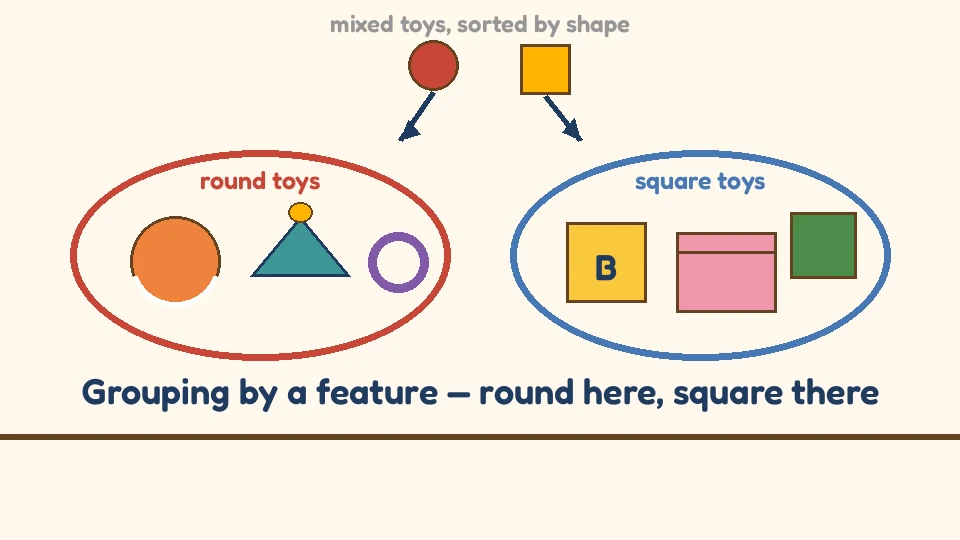 mixed toys, sorted by shape
round toys
square toys
B
Grouping by a feature — round here, square there